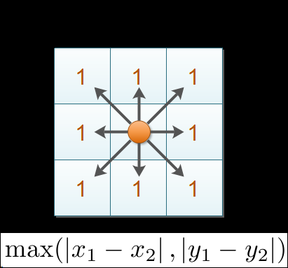 1 1 1
1 1
1 1 1
max(|x₁ − x₂|, |y₁ − y₂|)